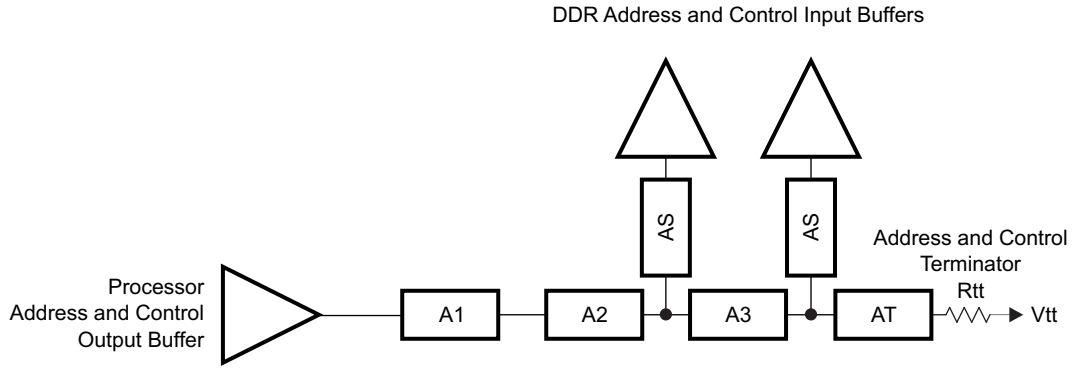 DDR Address and Control Input Buffers
AS
AS
Address and Control
Terminator
Rtt
Processor
Address and Control
Output Buffer
A1
A2
A3
AT
Vtt